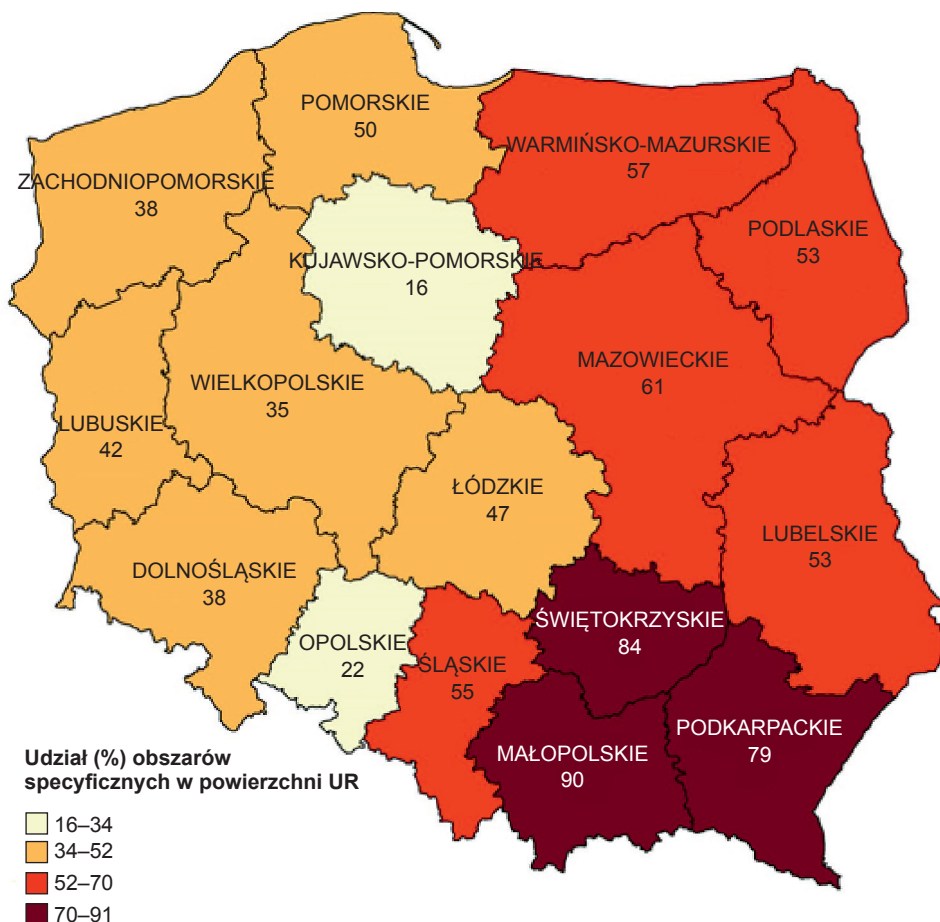 POMORSKIE
50
WARMIŃSKO-MAZURSKIE
57
ZACHODNIOPOMORSKIE
38
PODLASKIE
53
KUJAWSKO-POMORSKIE
16
MAZOWIECKIE
61
WIELKOPOLSKIE
35
LUBUSKIE
42
ŁÓDZKIE
47
LUBELSKIE
53
DOLNOŚLĄSKIE
38
ŚWIĘTOKRZYSKIE
84
OPOLSKIE
22
ŚLĄSKIE
55
PODKARPACKIE
79
MAŁOPOLSKIE
90
Udział (%) obszarów
specyficznych w powierzchni UR
16–34
34–52
52–70
70–91